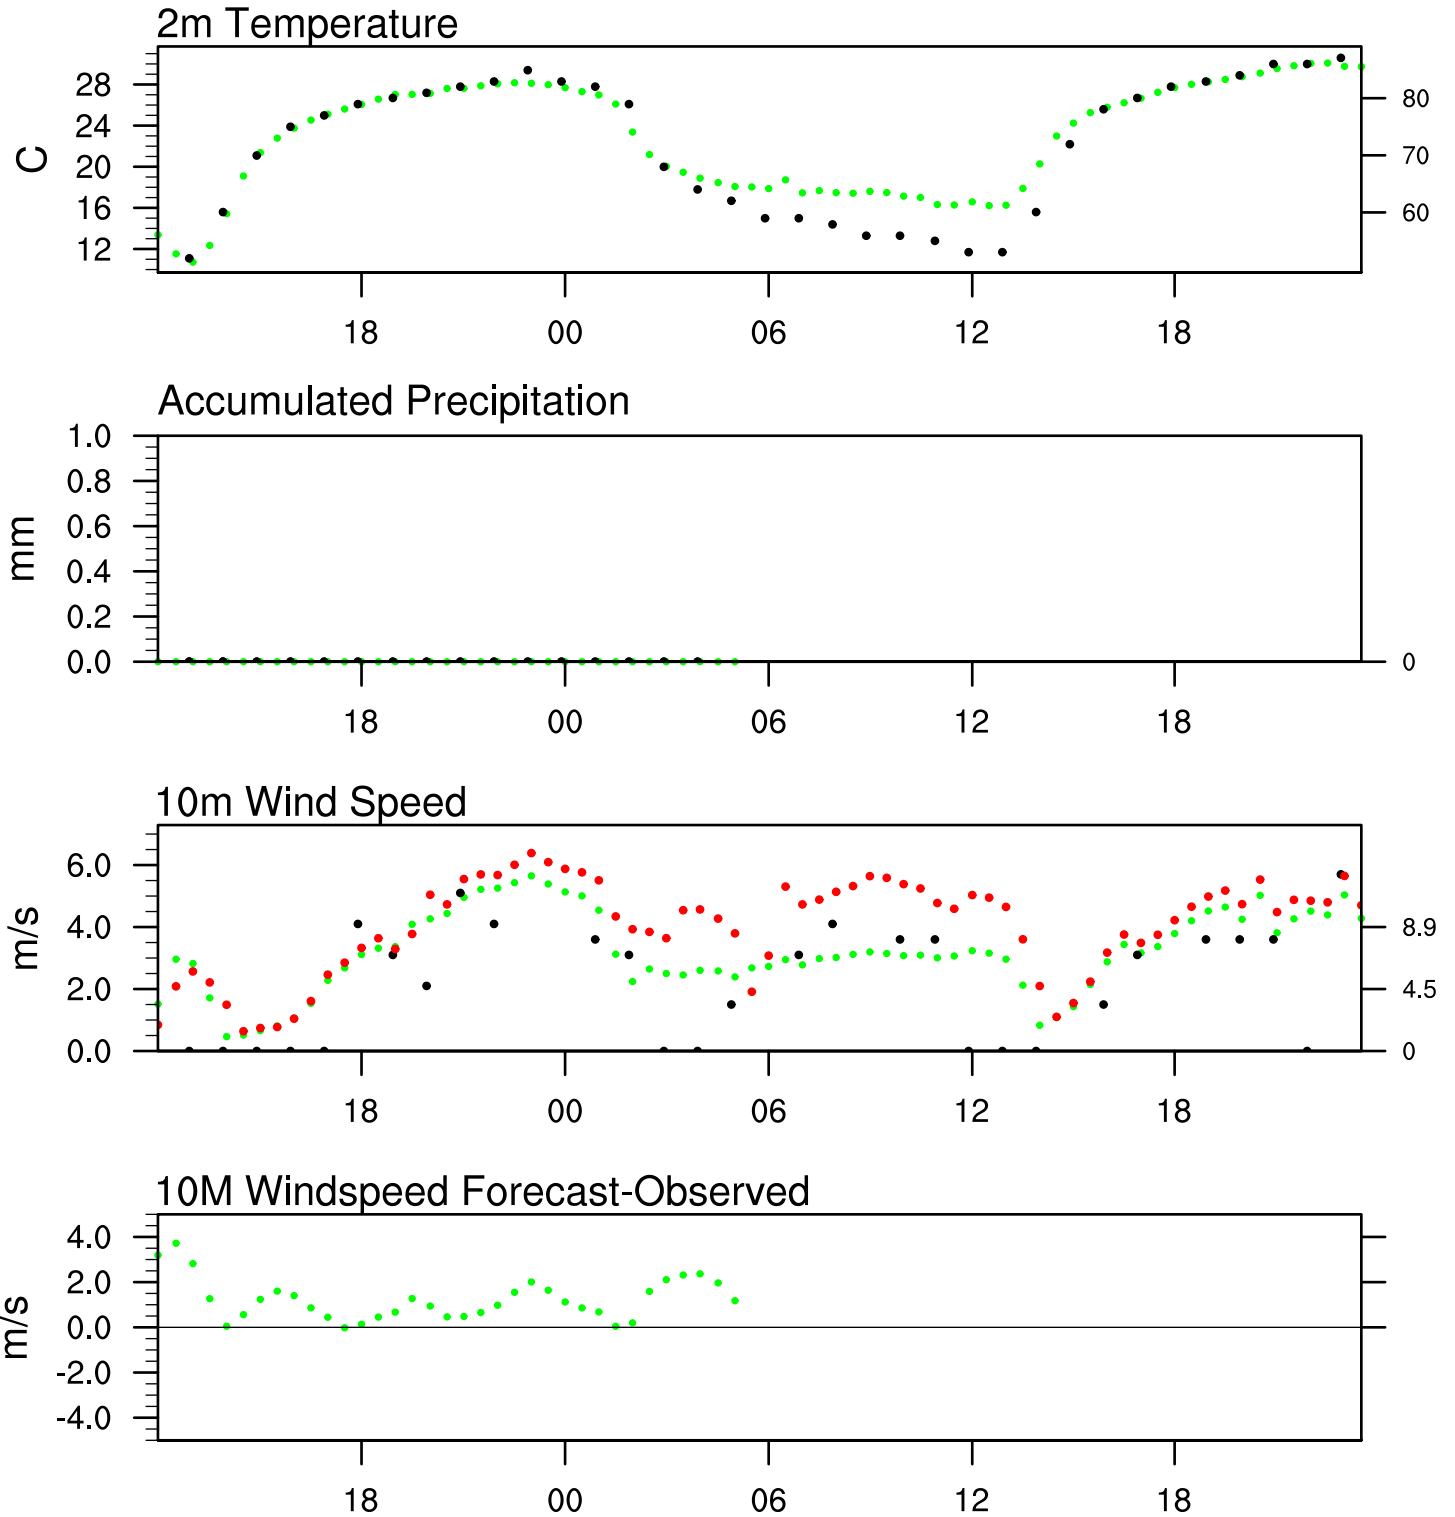 2m Temperature
28
24
20
16
12
C
80
70
60
18 00 06 12 18
Accumulated Precipitation
1.0
0.8
0.6
0.4
0.2
0.0
mm
0
18 00 06 12 18
10m Wind Speed
6.0
4.0
2.0
0.0
m/s
8.9
4.5
0
18 00 06 12 18
10M Windspeed Forecast-Observed
4.0
2.0
0.0
-2.0
-4.0
m/s
18 00 06 12 18